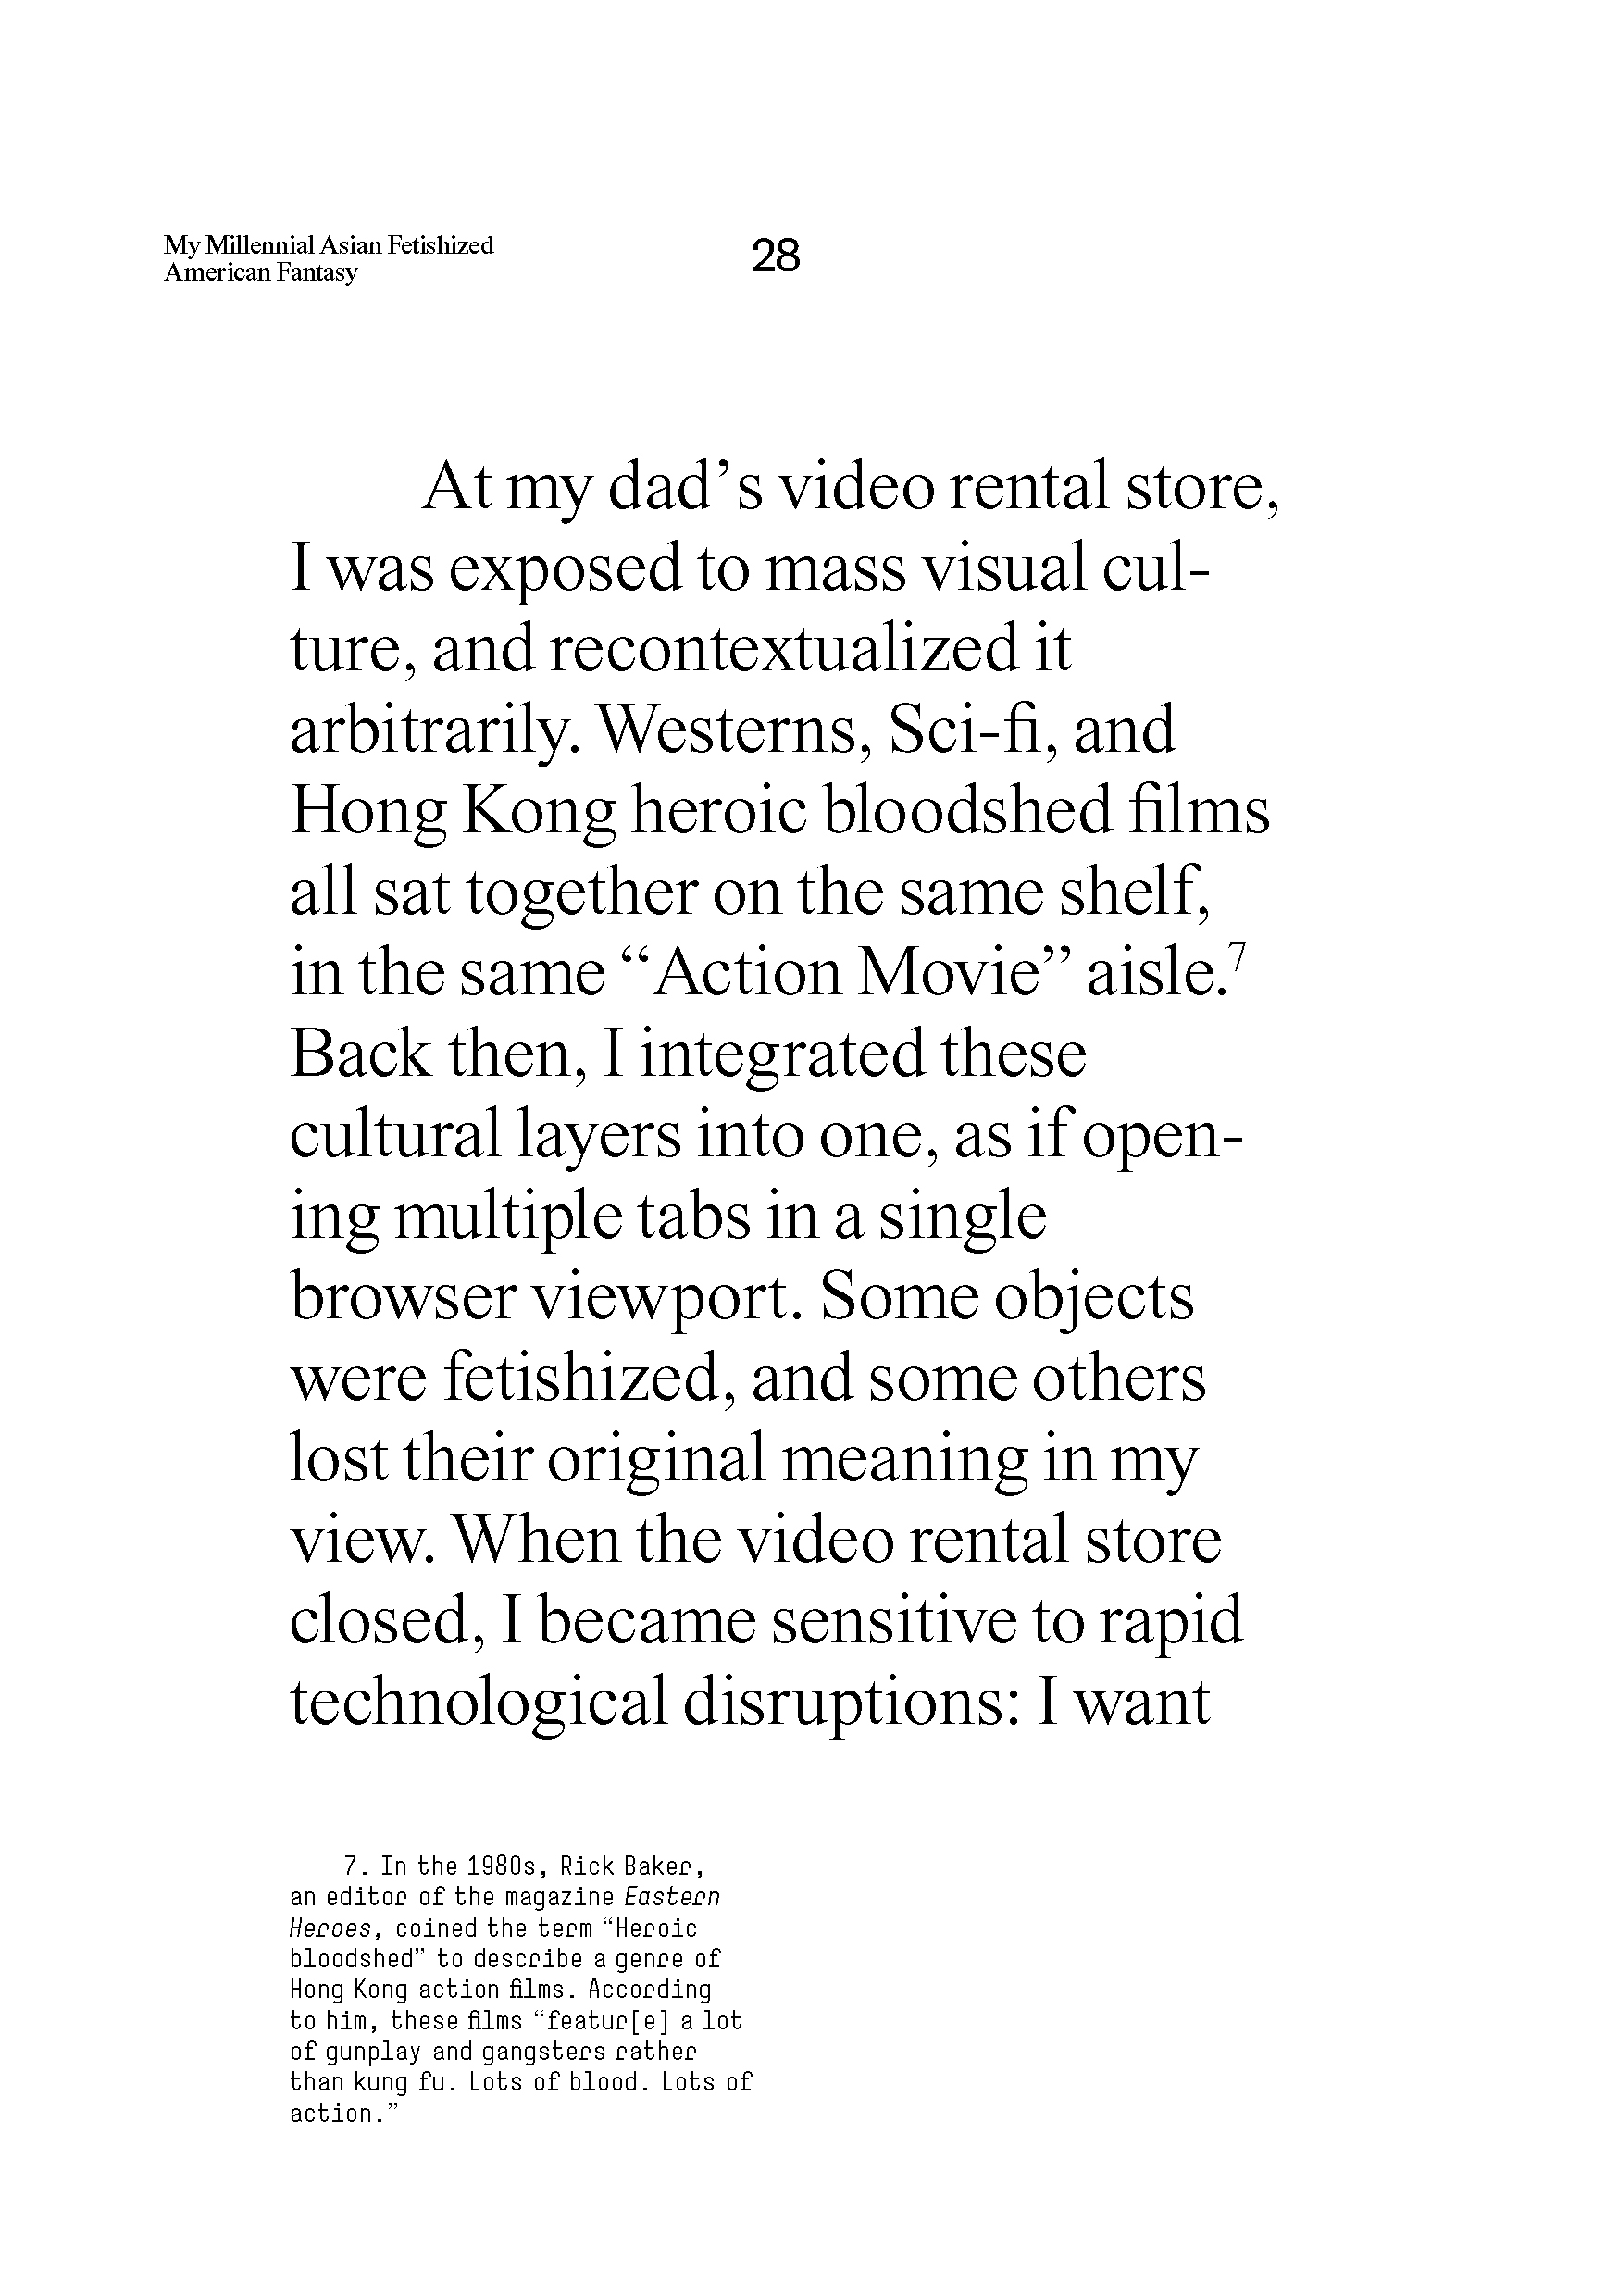 My Millennial Asian Fetishized
American Fantasy
28
At my dad’s video rental store,
I was exposed to mass visual cul-
ture, and recontextualized it
arbitrarily. Westerns, Sci-fi, and
Hong Kong heroic bloodshed films
all sat together on the same shelf,
in the same “Action Movie” aisle.⁷
Back then, I integrated these
cultural layers into one, as if open-
ing multiple tabs in a single
browser viewport. Some objects
were fetishized, and some others
lost their original meaning in my
view. When the video rental store
closed, I became sensitive to rapid
technological disruptions: I want
7. In the 1980s, Rick Baker,
an editor of the magazine Eastern
Heroes, coined the term “Heroic
bloodshed” to describe a genre of
Hong Kong action films. According
to him, these films “featur[e] a lot
of gunplay and gangsters rather
than kung fu. Lots of blood. Lots of
action.”